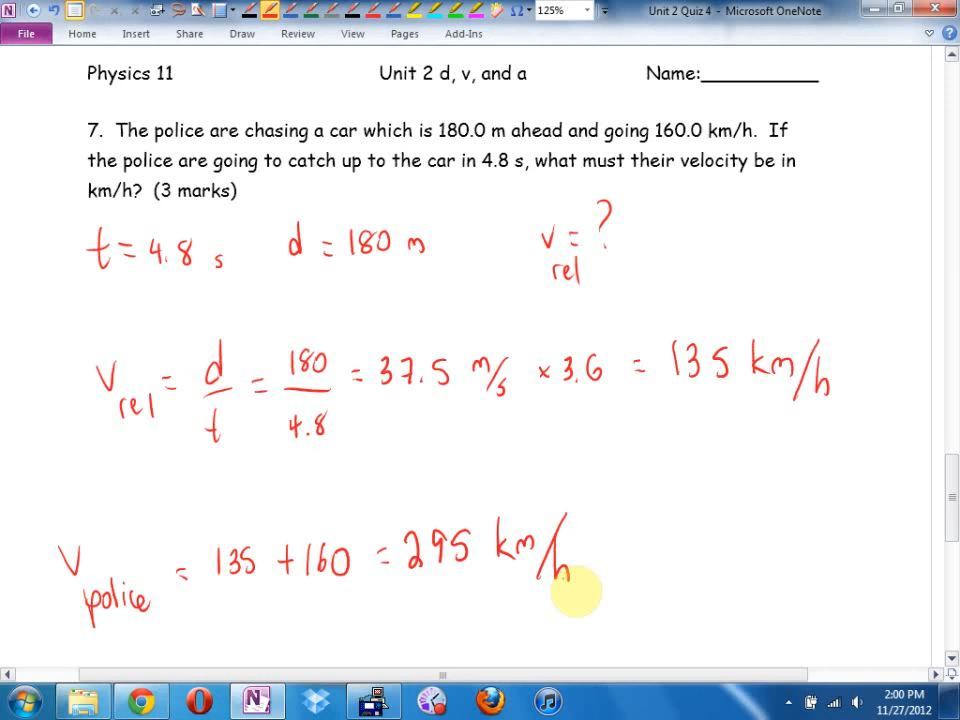 125%
Unit 2 Quiz 4 - Microsoft OneNote
File Home Insert Share Draw Review Pages Add-Ins
Physics 11 Unit 2 d, v, and a Name:__________
7. The police are chasing a car which is 180.0 m ahead and going 160.0 km/h. If
the police are going to catch up to the car in 4.8 s, what must their velocity be in
km/h? (3 marks)
t = 4.8 s d = 180 m v rel = ?
v rel = d/t = 180/4.8 = 37.5 m/s × 3.6 = 135 km/h
v police = 135 + 160 = 295 km/h
2:00 PM
11/27/2012